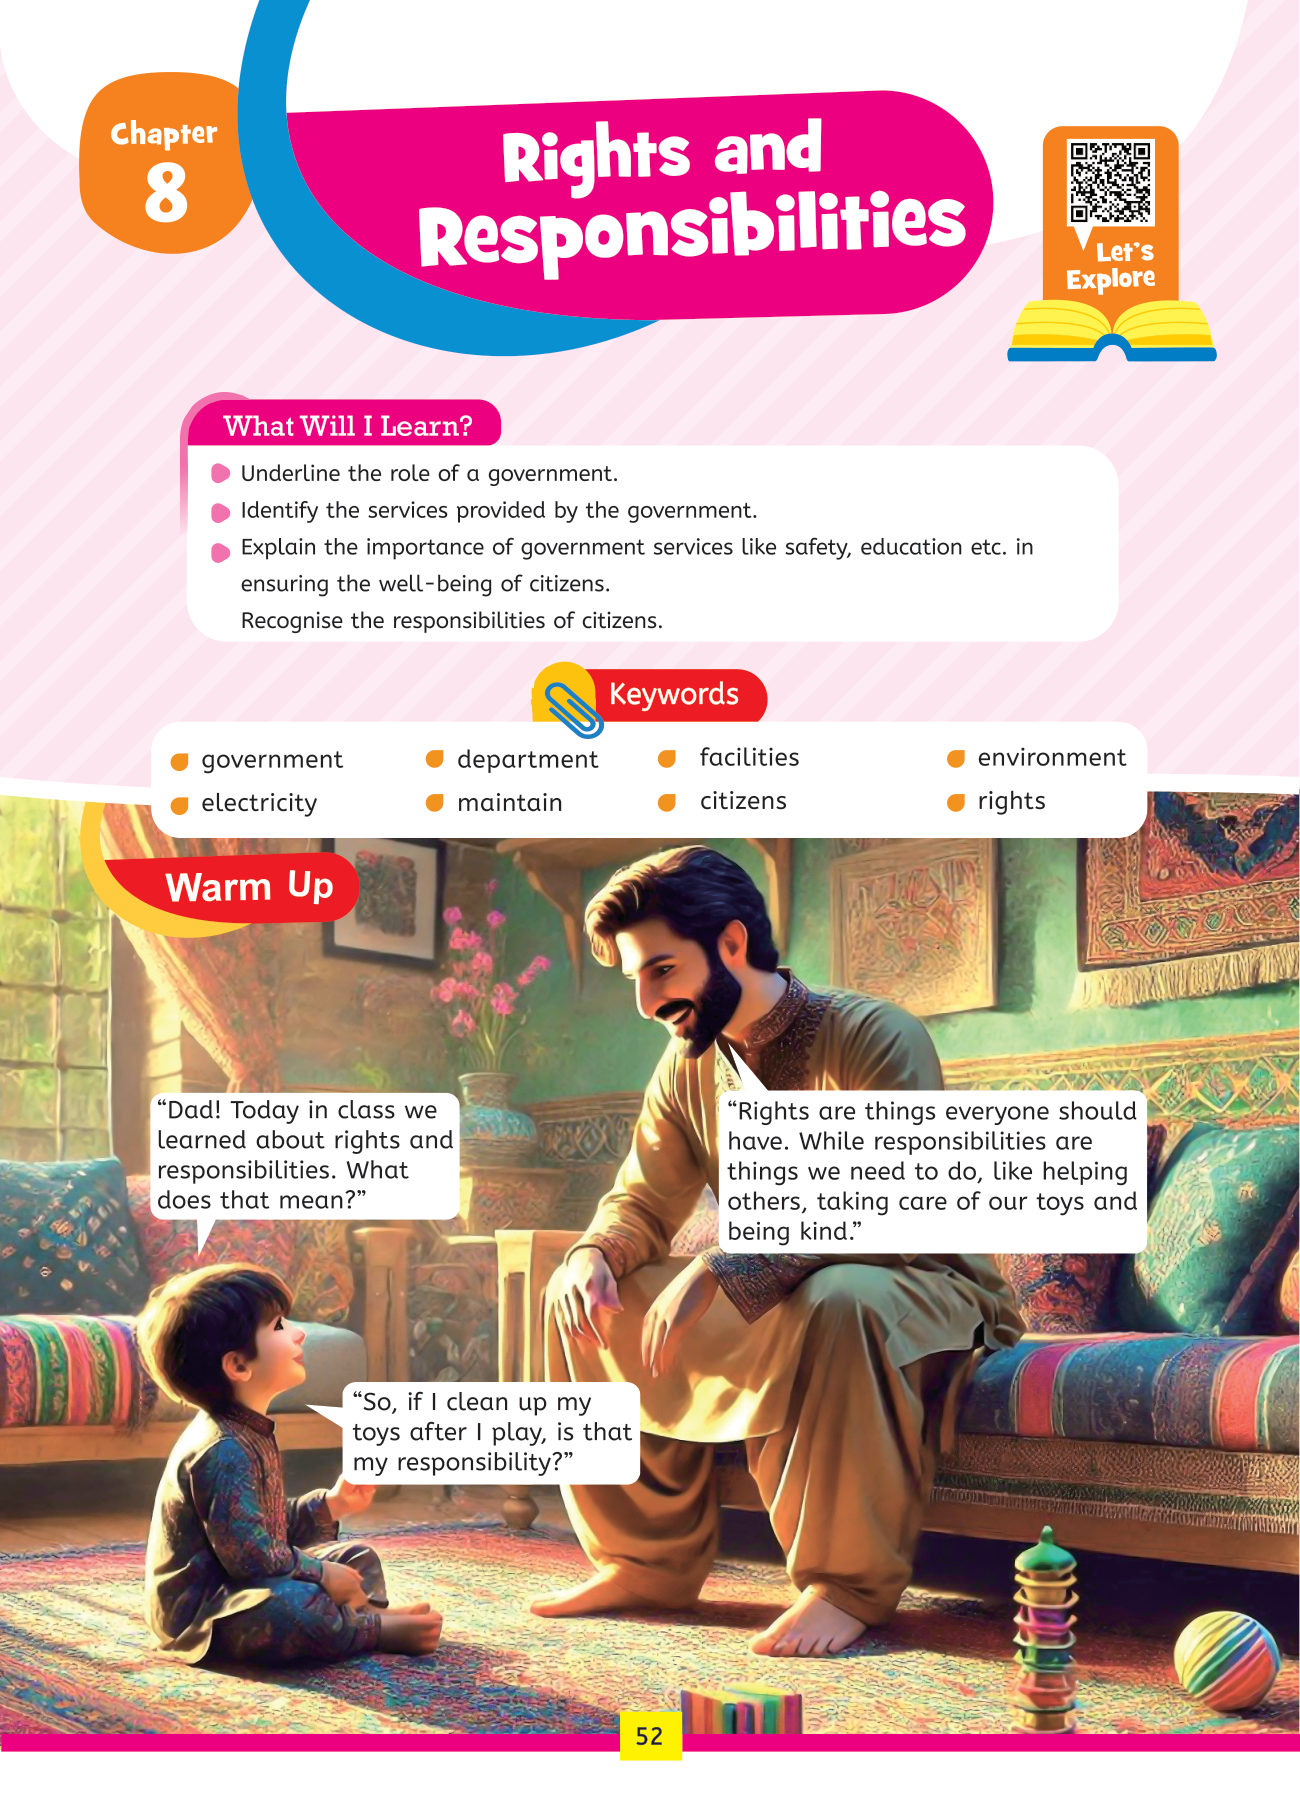 Chapter
8
Rights and
Responsibilities
Let's
Explore
What Will I Learn?
Underline the role of a government.
Identify the services provided by the government.
Explain the importance of government services like safety, education etc. in
ensuring the well-being of citizens.
Recognise the responsibilities of citizens.
Keywords
government department facilities environment
electricity maintain citizens rights
Warm Up
“Dad! Today in class we
learned about rights and
responsibilities. What
does that mean?”
“Rights are things everyone should
have. While responsibilities are
things we need to do, like helping
others, taking care of our toys and
being kind.”
“So, if I clean up my
toys after I play, is that
my responsibility?”
52